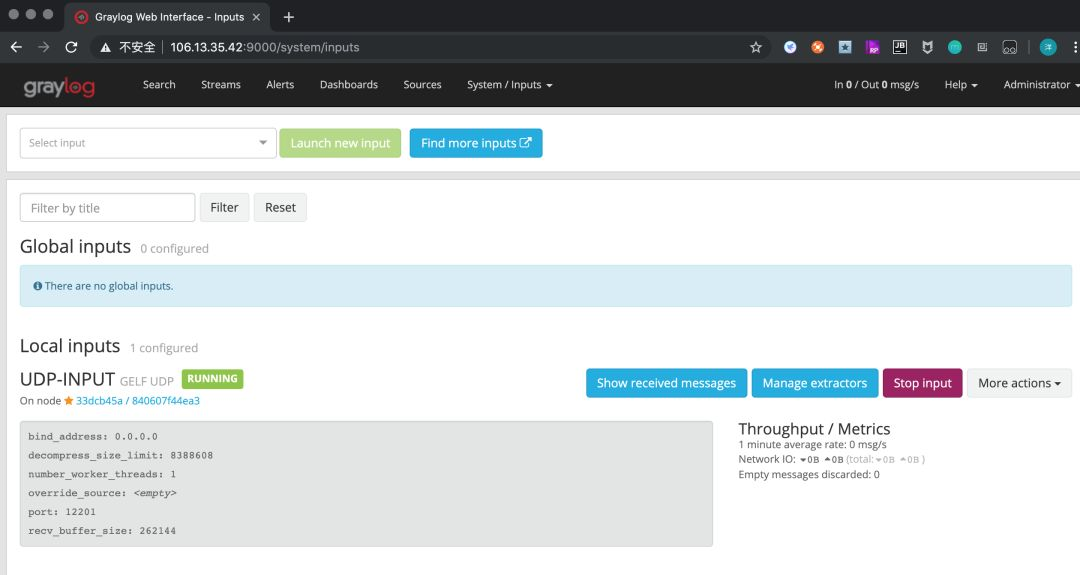 Graylog Web Interface - Inputs
不安全 106.13.35.42:9000/system/inputs
RP JB 洋
graylog Search Streams Alerts Dashboards Sources System / Inputs In 0 / Out 0 msg/s Help Administrator
Select input Launch new input Find more inputs
Filter by title Filter Reset
Global inputs 0 configured
There are no global inputs.
Local inputs 1 configured
UDP-INPUT GELF UDP RUNNING Show received messages Manage extractors Stop input More actions
On node 33dcb45a / 840607f44ea3
Throughput / Metrics
1 minute average rate: 0 msg/s
Network IO: 0B 0B (total: 0B 0B )
Empty messages discarded: 0
bind_address: 0.0.0.0
decompress_size_limit: 8388608
number_worker_threads: 1
override_source: <empty>
port: 12201
recv_buffer_size: 262144